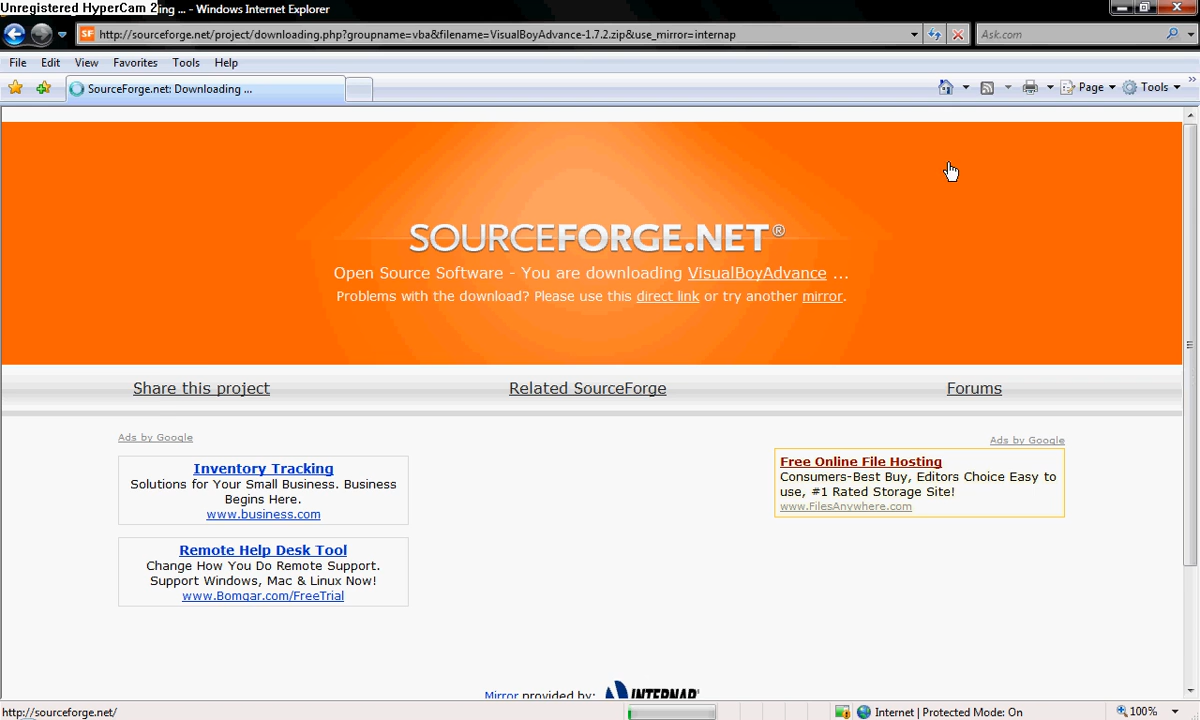 Unregistered HyperCam 2ing ... - Windows Internet Explorer
SF http://sourceforge.net/project/downloading.php?groupname=vba&filename=VisualBoyAdvance-1.7.2.zip&use_mirror=internap Ask.com
File Edit View Favorites Tools Help
SourceForge.net: Downloading ... Page Tools
SOURCEFORGE.NET®
Open Source Software - You are downloading VisualBoyAdvance ...
Problems with the download? Please use this direct link or try another mirror.
Share this project Related SourceForge Forums
Ads by Google Ads by Google
Inventory Tracking
Solutions for Your Small Business. Business
Begins Here.
www.business.com
Free Online File Hosting
Consumers-Best Buy, Editors Choice Easy to
use, #1 Rated Storage Site!
www.FilesAnywhere.com
Remote Help Desk Tool
Change How You Do Remote Support.
Support Windows, Mac & Linux Now!
www.Bomgar.com/FreeTrial
Mirror provided by: INTERNAP
http://sourceforge.net/ Internet | Protected Mode: On 100%